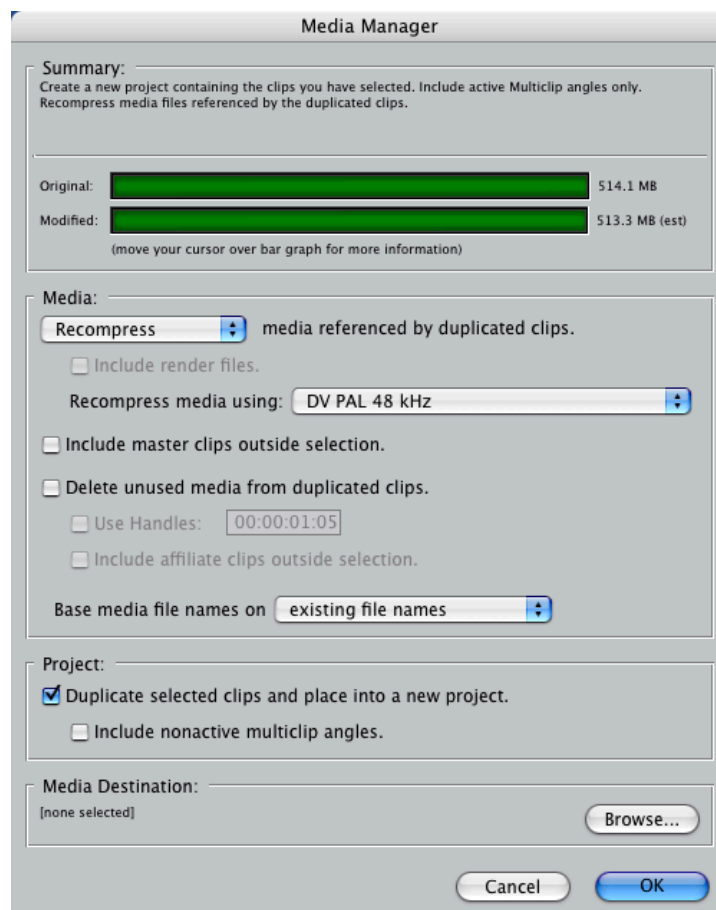 Media Manager
Summary:
Create a new project containing the clips you have selected. Include active Multiclip angles only.
Recompress media files referenced by the duplicated clips.
Original: 514.1 MB
Modified: 513.3 MB (est)
(move your cursor over bar graph for more information)
Media:
Recompress media referenced by duplicated clips.
Include render files.
Recompress media using: DV PAL 48 kHz
Include master clips outside selection.
Delete unused media from duplicated clips.
Use Handles: 00:00:01:05
Include affiliate clips outside selection.
Base media file names on existing file names
Project:
Duplicate selected clips and place into a new project.
Include nonactive multiclip angles.
Media Destination:
[none selected]
Browse...
Cancel OK